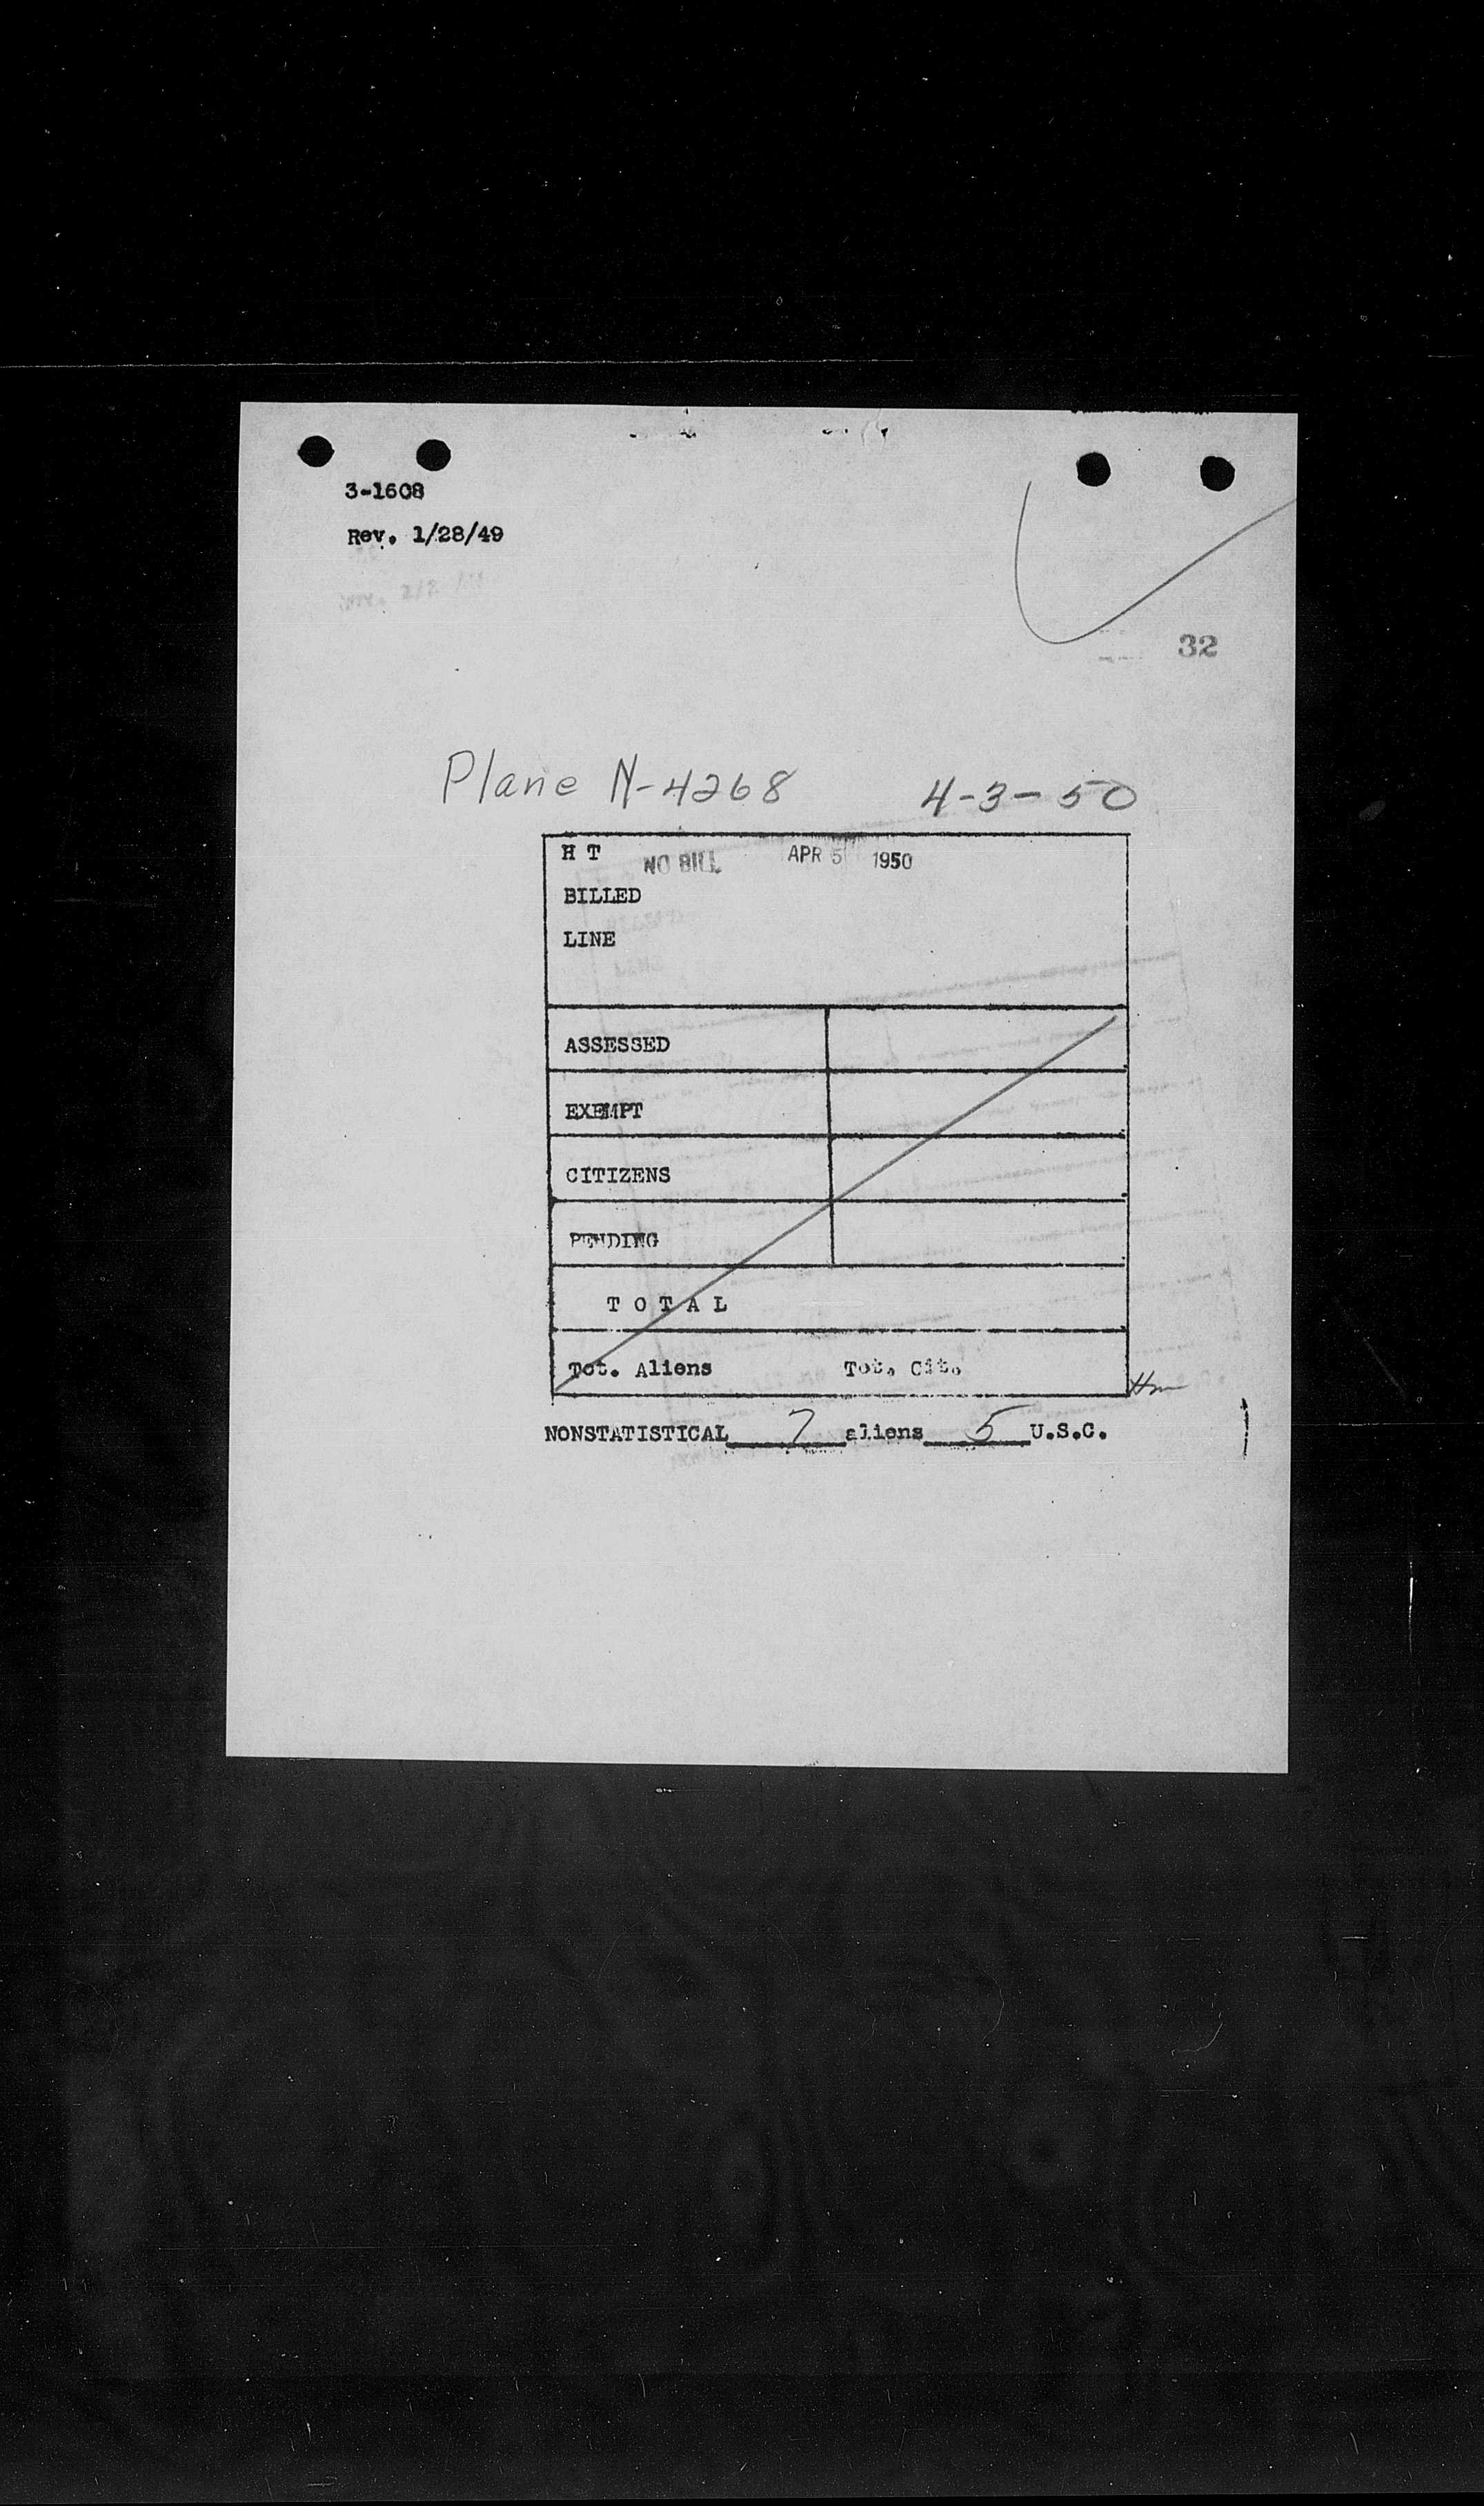 3-1608
Rev. 1/28/49
32
Plane N-4268 4-3-50
H T NO BILL APR 5 1950
BILLED
LINE
ASSESSED
EXEMPT
CITIZENS
PENDING
T O T A L
Tot. Aliens Tot. Cit.
NONSTATISTICAL 7 aliens 5 U.S.C.